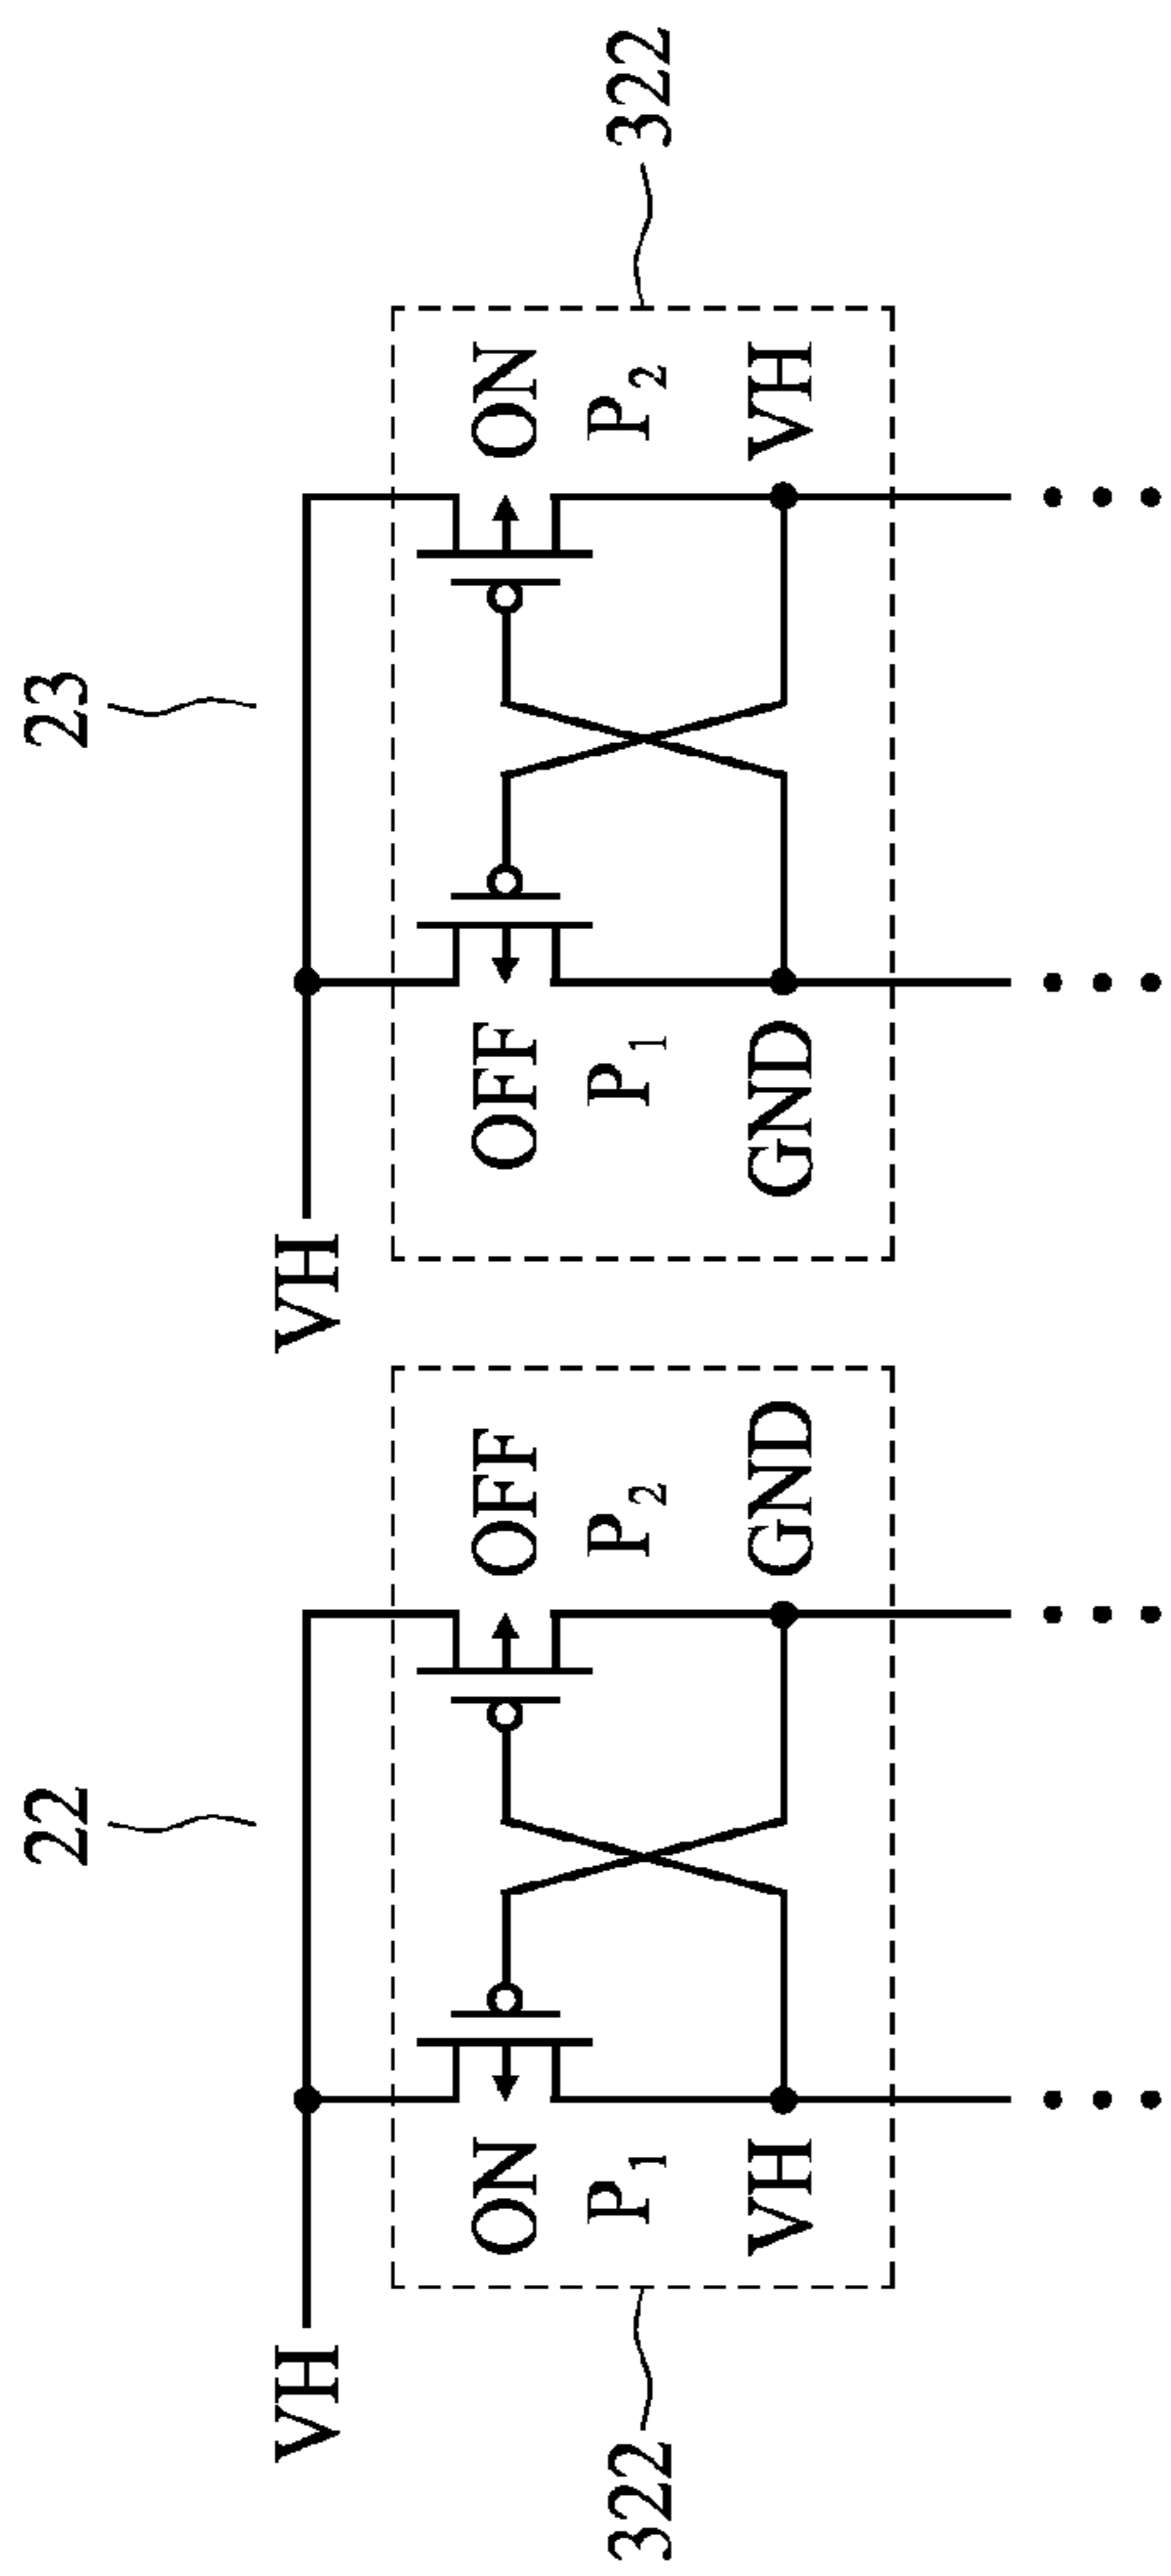 22 23
VH VH
ON OFF OFF ON
322 P₁ P₂ P₁ P₂ 322
VH GND GND VH